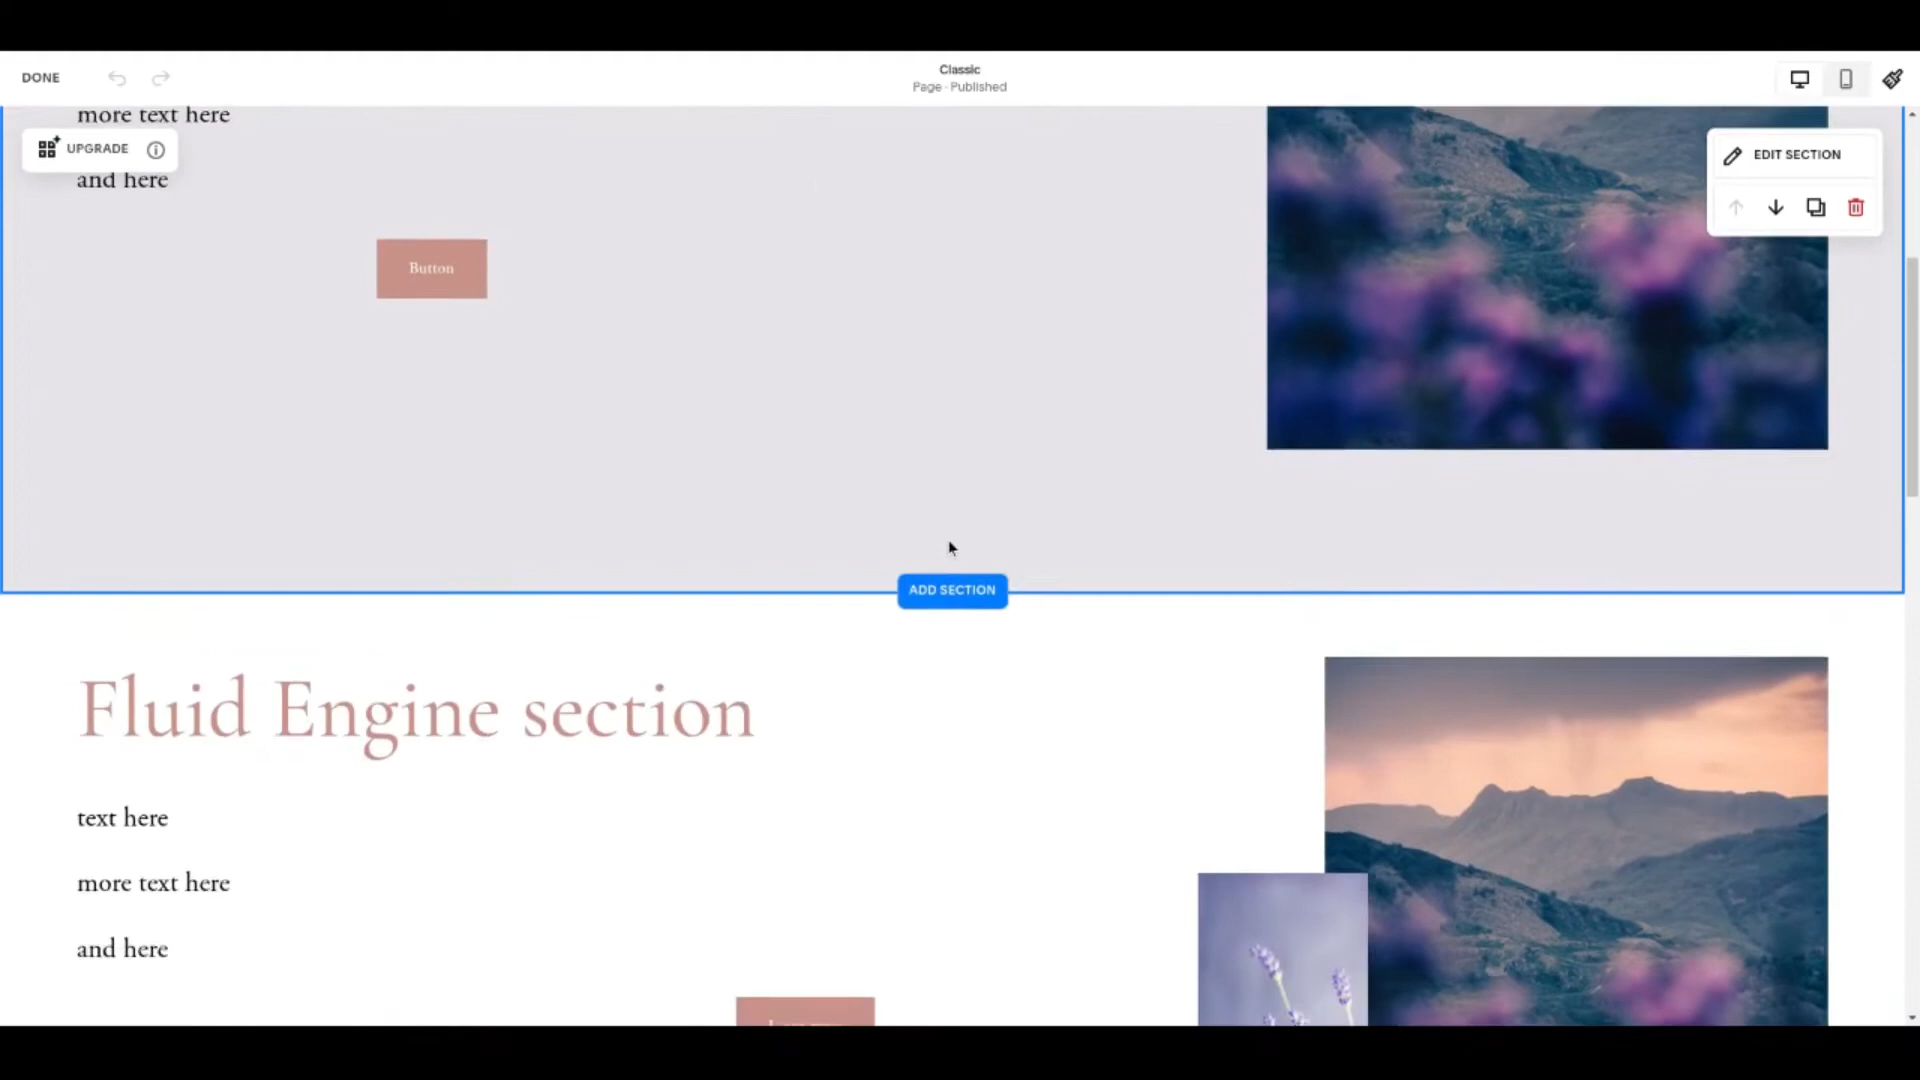 DONE
Classic
Page · Published
more text here
UPGRADE
and here
EDIT SECTION
Button
ADD SECTION
Fluid Engine section
text here
more text here
and here